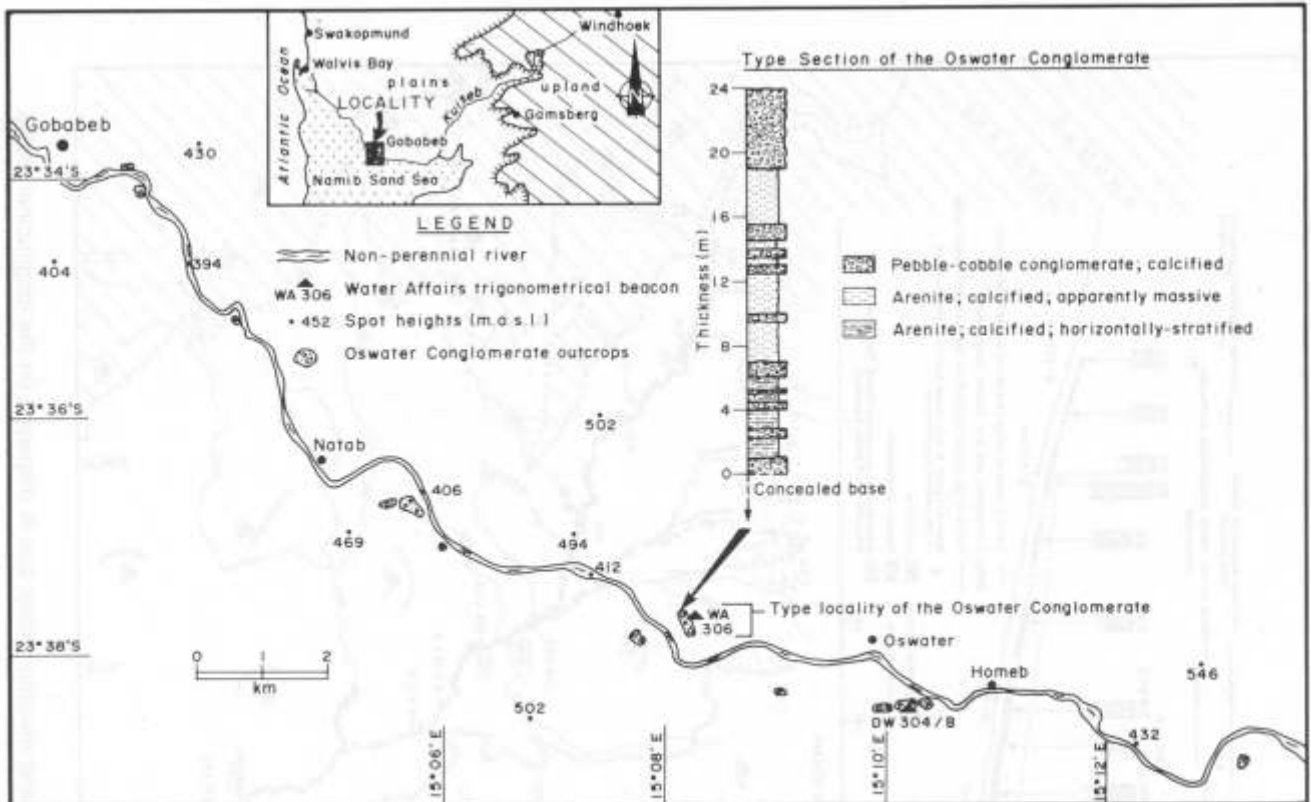 Swakopmund
Windhoek
Walvis Bay
Atlantic Ocean
plains
LOCALITY
Kuiseb
upland
N
Gamsberg
Gobabeb
Namib Sand Sea
Type Section of the Oswater Conglomerate
Gobabeb
430
23°34'S
404
394
LEGEND
Non-perennial river
WA 306 Water Affairs trigonometrical beacon
• 452 Spot heights (m.a.s.l.)
Oswater Conglomerate outcrops
24
20
16
12
8
4
0
Thickness (m)
Concealed base
Pebble-cobble conglomerate; calcified
Arenite; calcified; apparently massive
Arenite; calcified; horizontally-stratified
23°36'S
502
Natab
406
469
494
412
WA
306
Type locality of the Oswater Conglomerate
23°38'S
0 1 2
km
Oswater
Homeb
546
502
DW 304/B
432
15°06'E
15°08'E
15°10'E
15°12'E